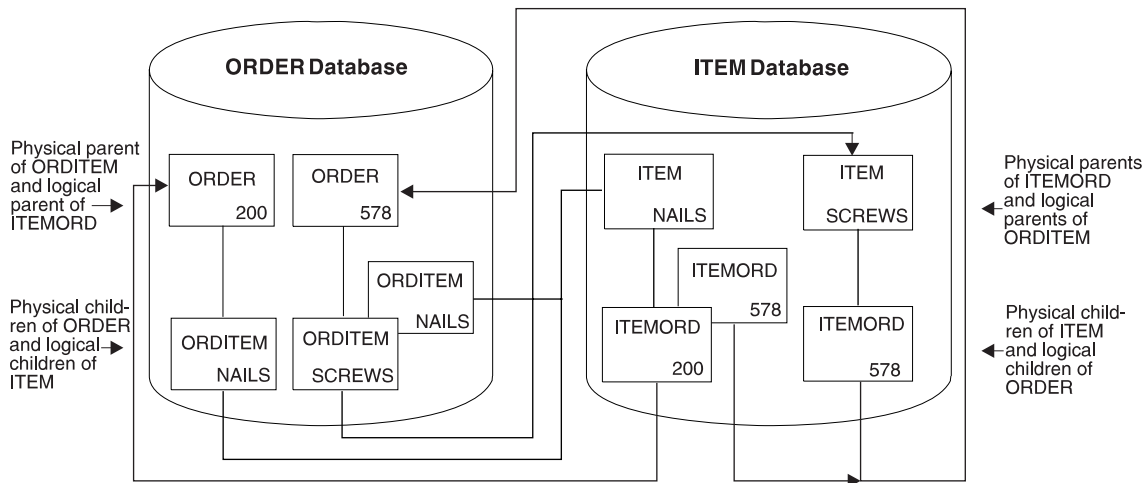 ORDER Database
ITEM Database
Physical parent
of ORDITEM
and logical
parent of
ITEMORD
ORDER
200
ORDER
578
ITEM
NAILS
ITEM
SCREWS
Physical parents
of ITEMORD
and logical
parents of
ORDITEM
Physical chil-
dren of ORDER
and logical
children of
ITEM
ORDITEM
NAILS
ORDITEM
SCREWS
ORDITEM
NAILS
ITEMORD
578
ITEMORD
200
ITEMORD
578
Physical child-
ren of ITEM
and logical
children of
ORDER